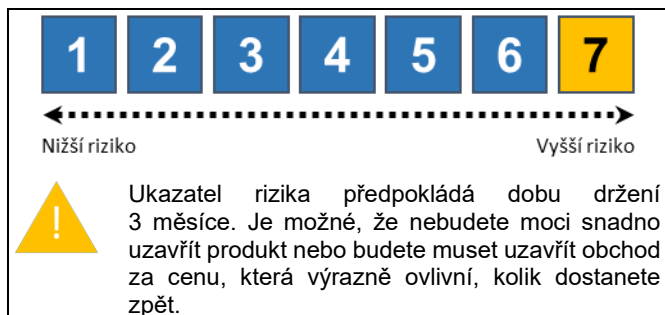 1 2 3 4 5 6 7
Nižší riziko Vyšší riziko
!
Ukazatel rizika předpokládá dobu držení
3 měsíce. Je možné, že nebudete moci snadno
uzavřít produkt nebo budete muset uzavřít obchod
za cenu, která výrazně ovlivní, kolik dostanete
zpět.